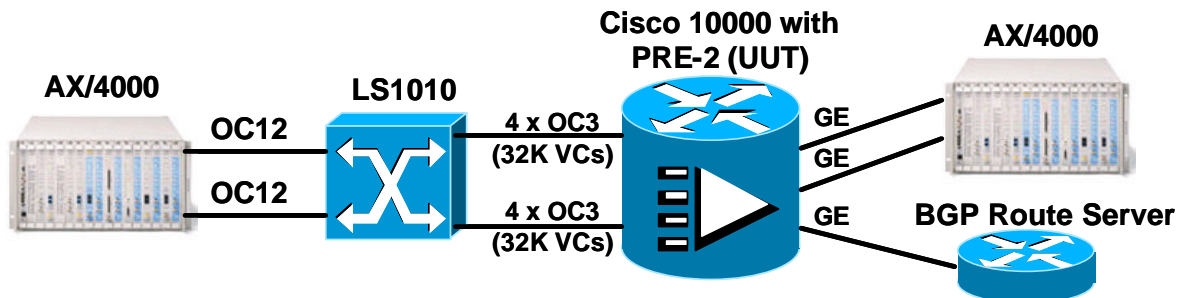 AX/4000
OC12
OC12
LS1010
4 x OC3
(32K VCs)
4 x OC3
(32K VCs)
Cisco 10000 with
PRE-2 (UUT)
GE
GE
GE
AX/4000
BGP Route Server